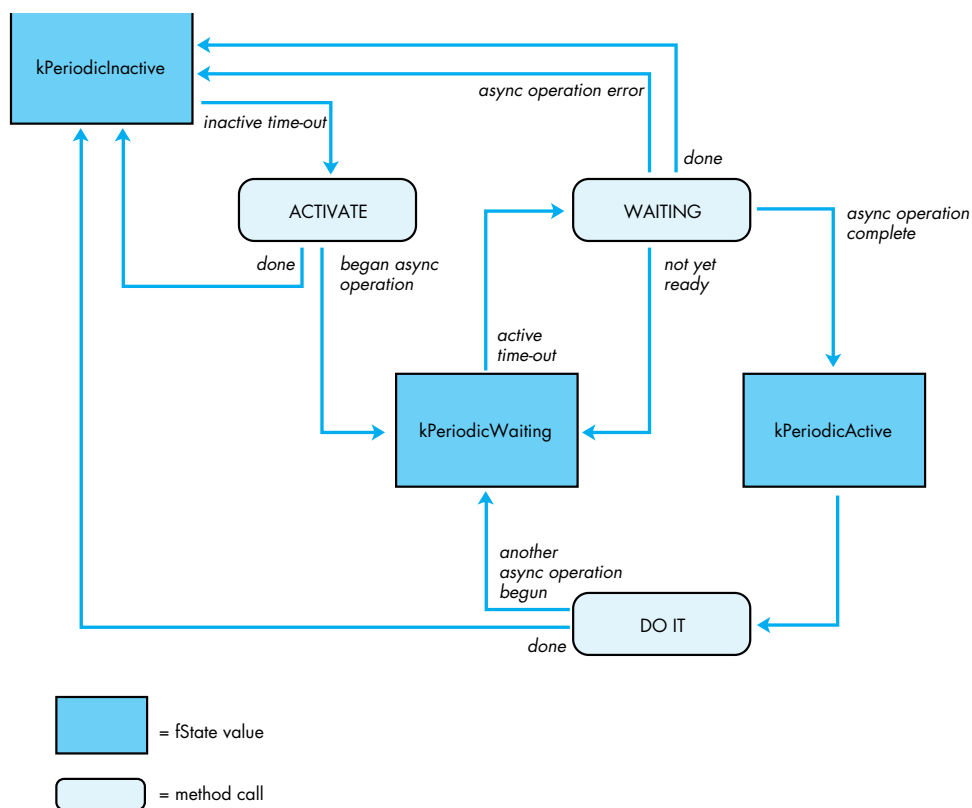 kPeriodicInactive
async operation error
inactive time-out
done
ACTIVATE
WAITING
async operation
complete
done
began async
operation
not yet
ready
active
time-out
kPeriodicWaiting
kPeriodicActive
another
async operation
begun
DO IT
done
= fState value
= method call